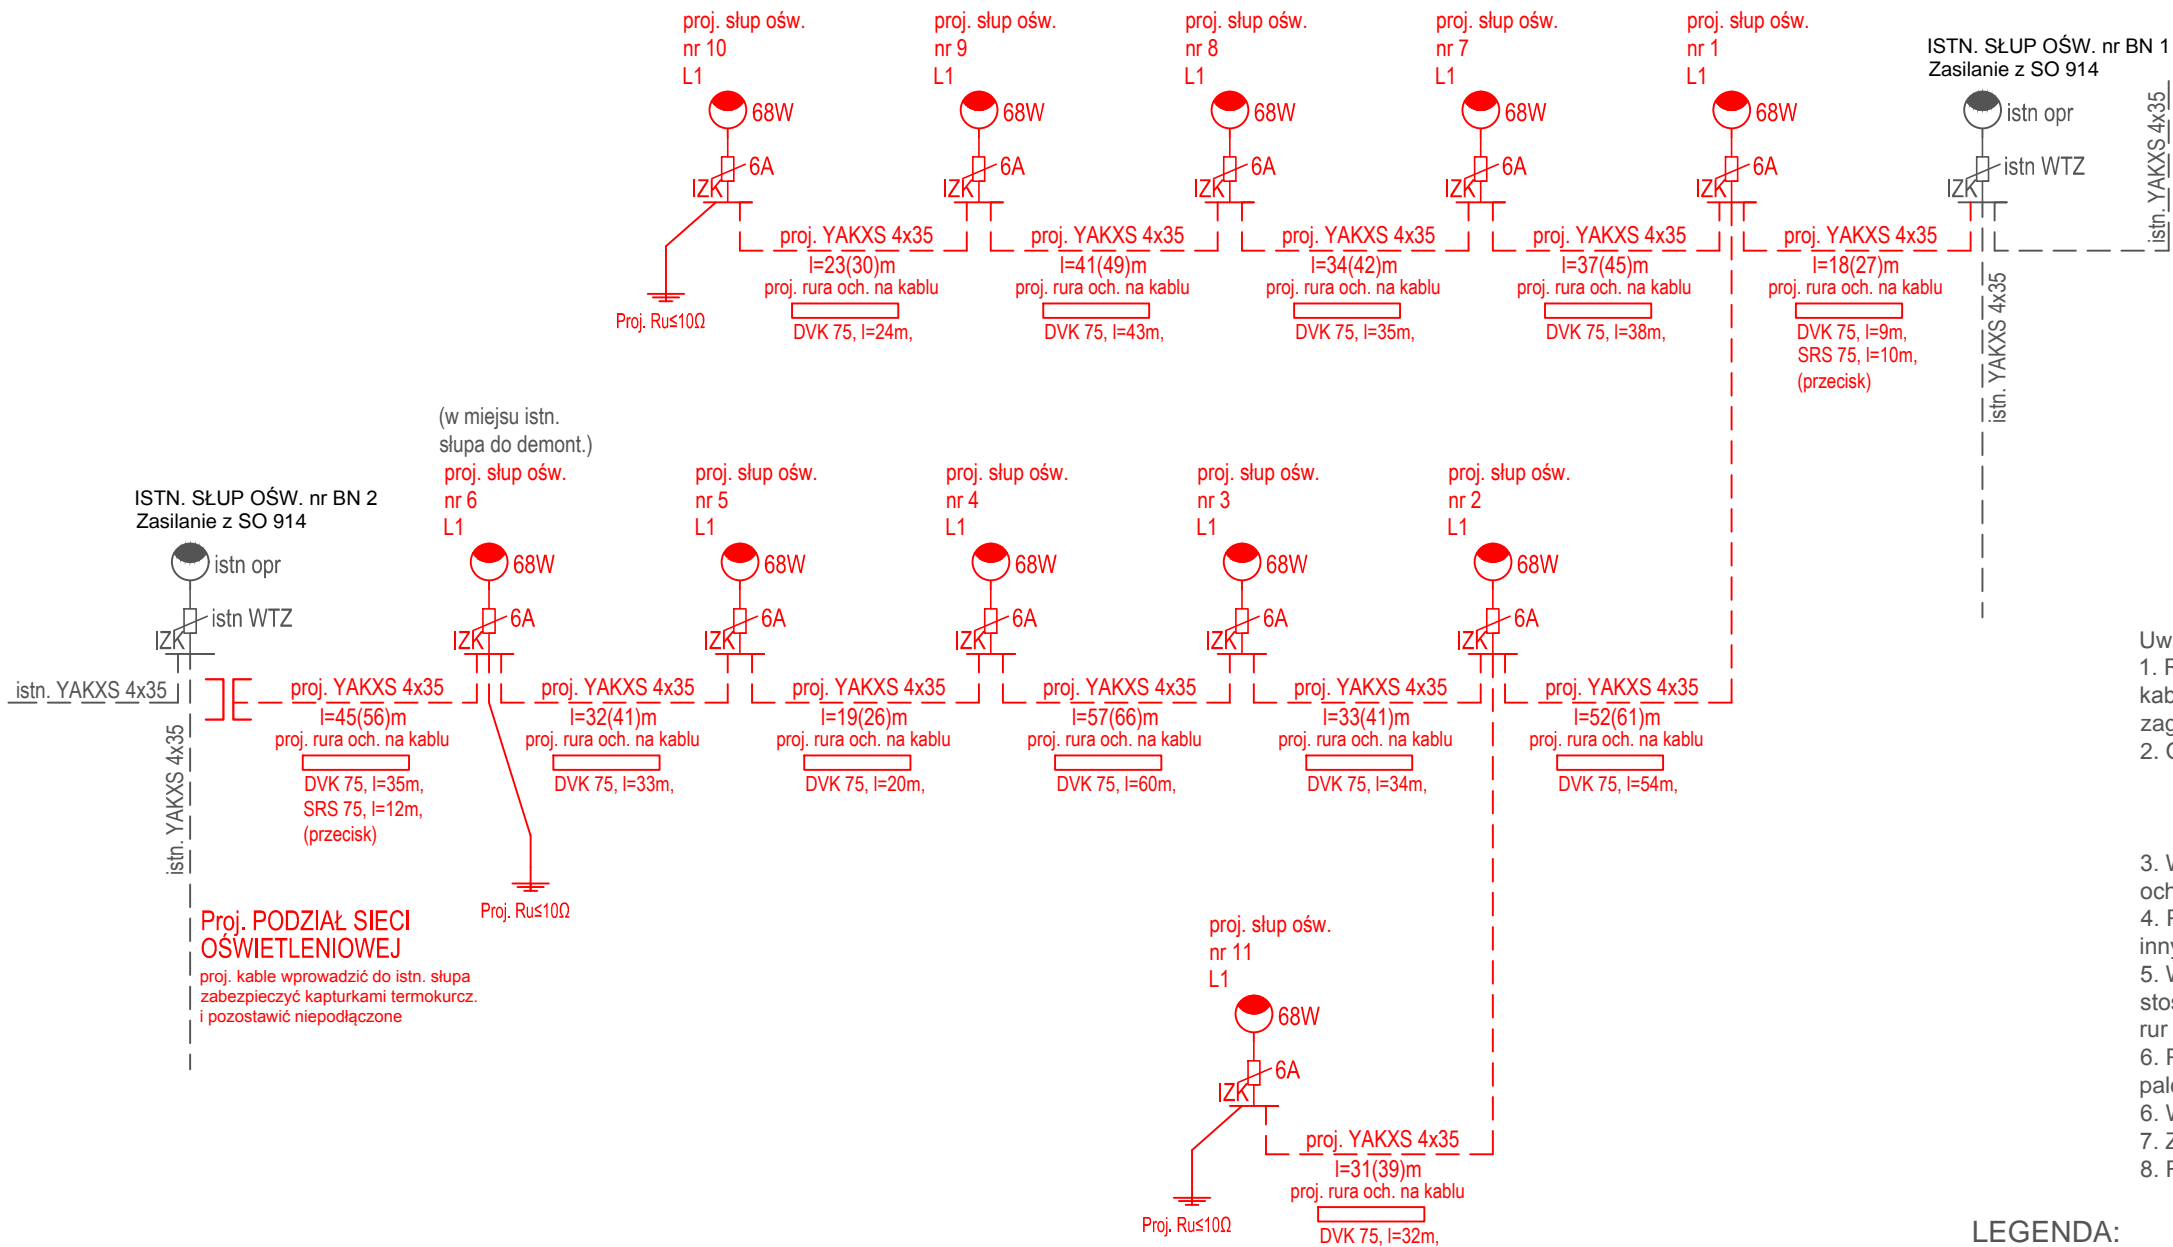 proj. słup ośw.
nr 10
L1
68W
6A
IZK
proj. słup ośw.
nr 9
L1
68W
6A
IZK
proj. słup ośw.
nr 8
L1
68W
6A
IZK
proj. słup ośw.
nr 7
L1
68W
6A
IZK
proj. słup ośw.
nr 1
L1
68W
6A
IZK
ISTN. SŁUP OŚW. nr BN 1
Zasilanie z SO 914
istn opr
istn WTZ
IZK
istn. YAKXS 4x35
istn. YAKXS 4x35
Proj. Ru≤10Ω
proj. YAKXS 4x35
l=23(30)m
proj. rura och. na kablu
DVK 75, l=24m,
proj. YAKXS 4x35
l=41(49)m
proj. rura och. na kablu
DVK 75, l=43m,
proj. YAKXS 4x35
l=34(42)m
proj. rura och. na kablu
DVK 75, l=35m,
proj. YAKXS 4x35
l=37(45)m
proj. rura och. na kablu
DVK 75, l=38m,
proj. YAKXS 4x35
l=18(27)m
proj. rura och. na kablu
DVK 75, l=9m,
SRS 75, l=10m,
(przecisk)
ISTN. SŁUP OŚW. nr BN 2
Zasilanie z SO 914
istn opr
istn WTZ
IZK
istn. YAKXS 4x35
istn. YAKXS 4x35
(w miejsu istn.
słupa do demont.)
proj. słup ośw.
nr 6
L1
68W
6A
IZK
proj. słup ośw.
nr 5
L1
68W
6A
IZK
proj. słup ośw.
nr 4
L1
68W
6A
IZK
proj. słup ośw.
nr 3
L1
68W
6A
IZK
proj. słup ośw.
nr 2
L1
68W
6A
IZK
proj. YAKXS 4x35
l=45(56)m
proj. rura och. na kablu
DVK 75, l=35m,
SRS 75, l=12m,
(przecisk)
proj. YAKXS 4x35
l=32(41)m
proj. rura och. na kablu
DVK 75, l=33m,
proj. YAKXS 4x35
l=19(26)m
proj. rura och. na kablu
DVK 75, l=20m,
proj. YAKXS 4x35
l=57(66)m
proj. rura och. na kablu
DVK 75, l=60m,
proj. YAKXS 4x35
l=33(41)m
proj. rura och. na kablu
DVK 75, l=34m,
proj. YAKXS 4x35
l=52(61)m
proj. rura och. na kablu
DVK 75, l=54m,
Proj. Ru≤10Ω
Proj. PODZIAŁ SIECI
OŚWIETLENIOWEJ
proj. kable wprowadzić do istn. słupa
zabezpieczyć kapturkami termokurcz.
i pozostawić niepodłączone
proj. słup ośw.
nr 11
L1
68W
6A
IZK
Proj. Ru≤10Ω
proj. YAKXS 4x35
l=31(39)m
proj. rura och. na kablu
DVK 75, l=32m,
Uw
1.
kab
zag
2.
3.
och
4.
inny
5.
stos
rur
6.
pal
6.
7.
8.
LEGENDA: